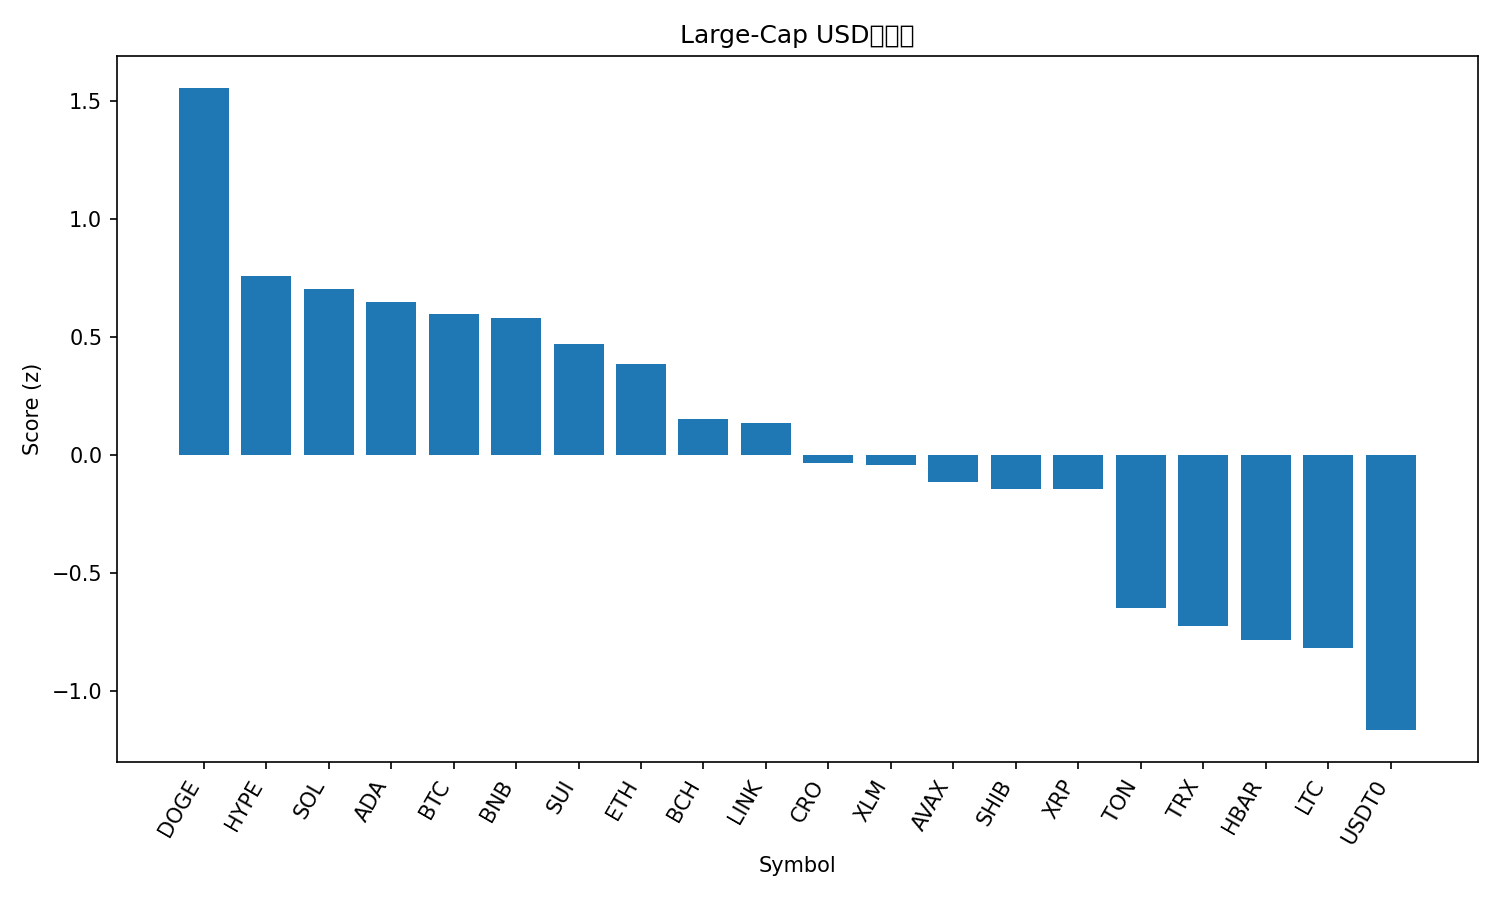 Large-Cap USD
Score (z)
1.5
1.0
0.5
0.0
−0.5
−1.0
DOGE
HYPE
SOL
ADA
BTC
BNB
SUI
ETH
BCH
LINK
CRO
XLM
AVAX
SHIB
XRP
TON
TRX
HBAR
LTC
USDT0
Symbol